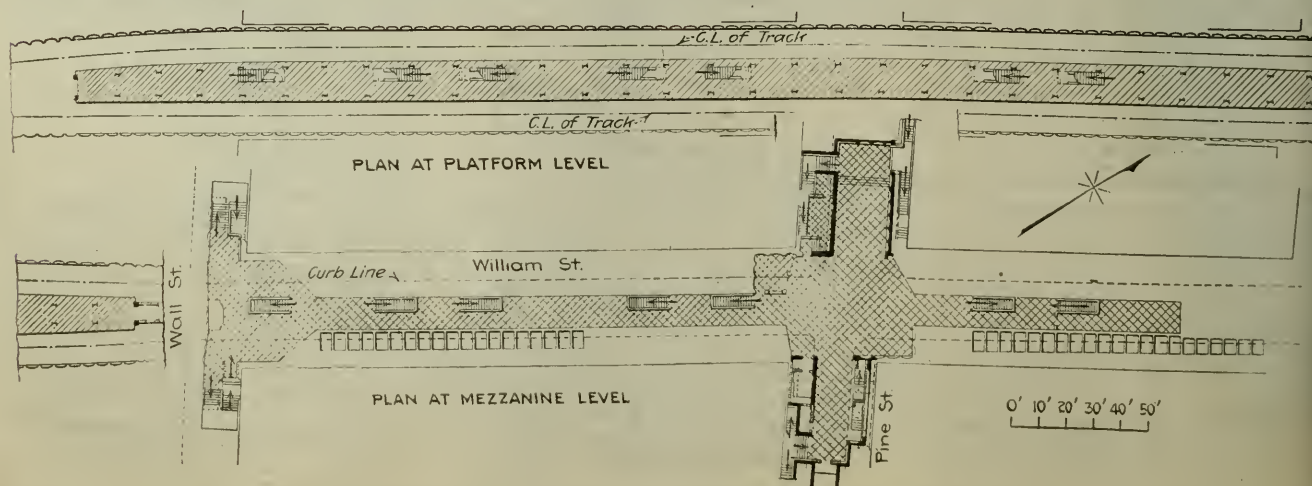 C.L. of Track
C.L. of Track
PLAN AT PLATFORM LEVEL
Wall St.
Curb Line
William St.
PLAN AT MEZZANINE LEVEL
Pine St
0' 10' 20' 30' 40' 50'